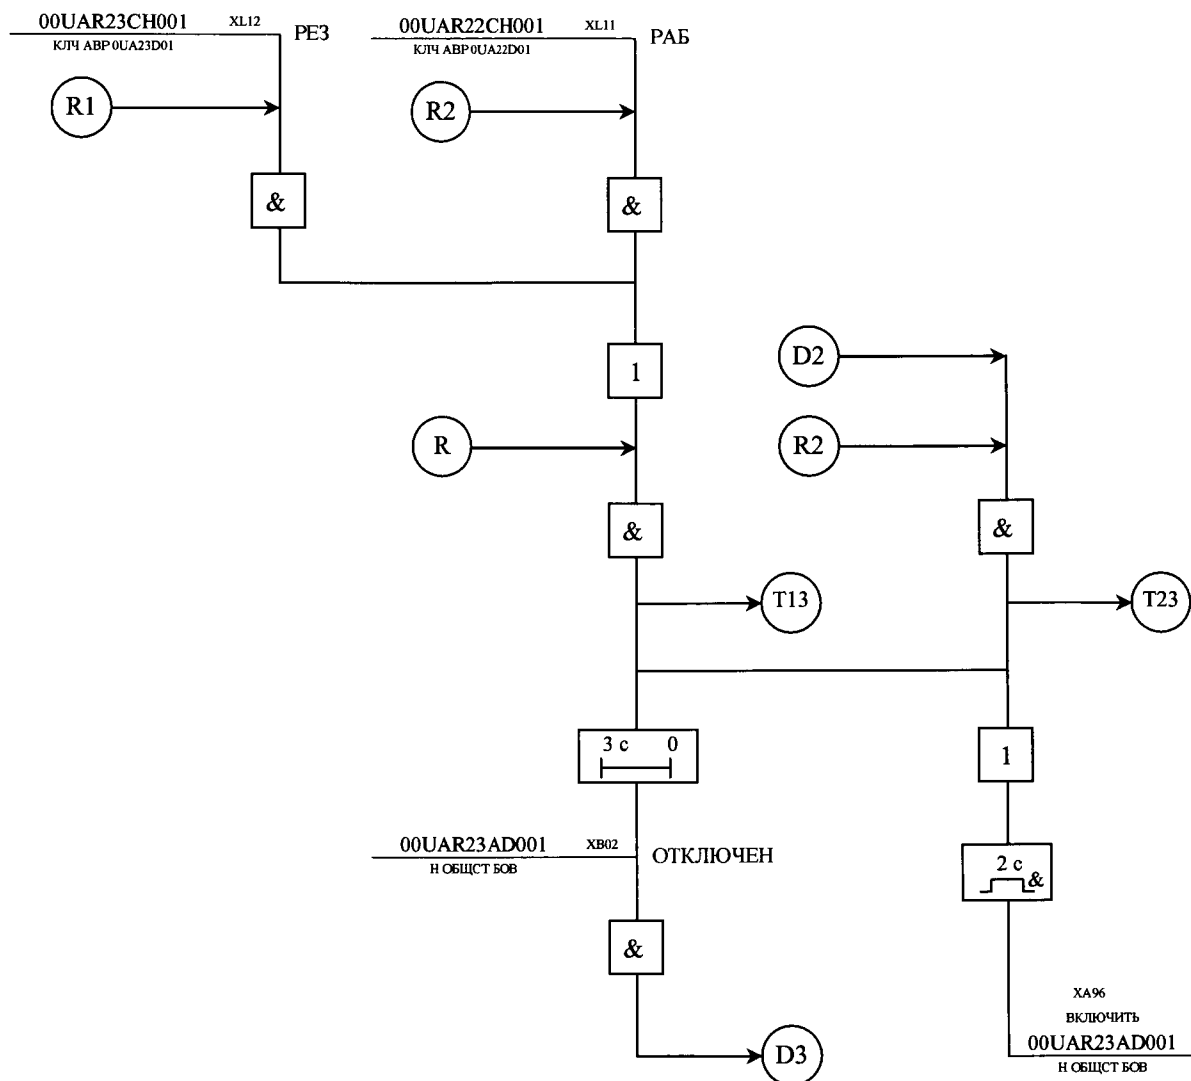 00UAR23CH001 XL12 РЕЗ
КЛЧ АВР 0UA23D01
00UAR22CH001 XL11 РАБ
КЛЧ АВР 0UA22D01
R1
R2
&
&
1
D2
R
R2
&
&
T13
T23
3 с 0
1
00UAR23AD001 XB02 ОТКЛЮЧЕН
Н ОБЩСТ БОВ
2 с
&
&
XA96
ВКЛЮЧИТЬ
00UAR23AD001
Н ОБЩСТ БОВ
D3